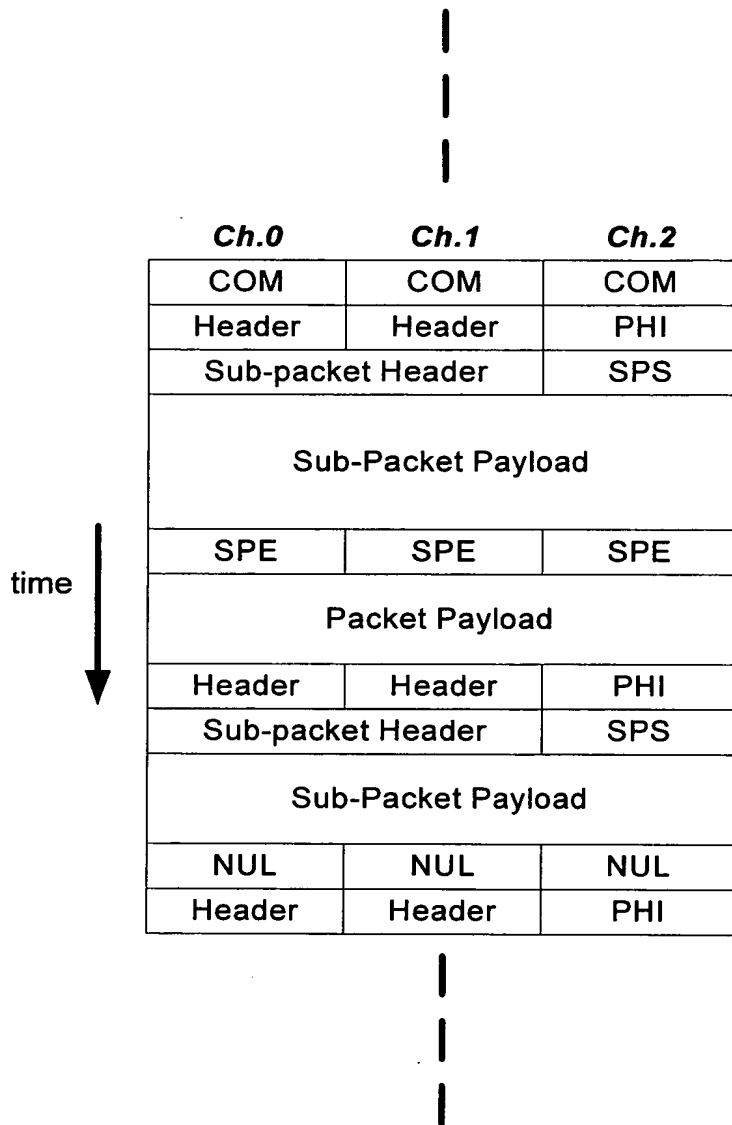 Ch.0 Ch.1 Ch.2
COM COM COM
Header Header PHI
Sub-packet Header SPS
Sub-Packet Payload
SPE SPE SPE
time
Packet Payload
Header Header PHI
Sub-packet Header SPS
Sub-Packet Payload
NUL NUL NUL
Header Header PHI